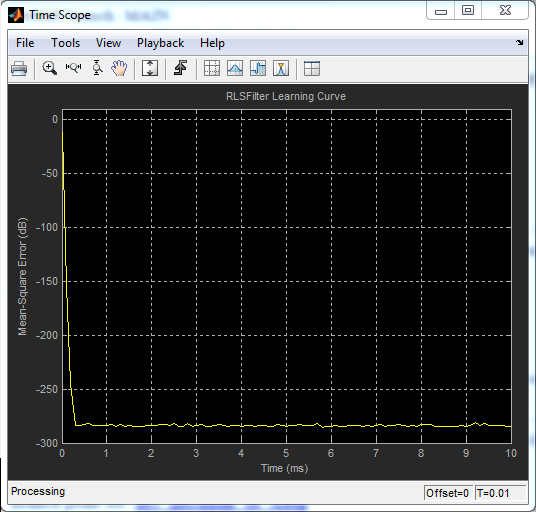 Time Scope
File Tools View Playback Help
RLSFilter Learning Curve
Mean-Square Error (dB)
0
-50
-100
-150
-200
-250
-300
0 1 2 3 4 5 6 7 8 9 10
Time (ms)
Processing
Offset=0 T=0.01